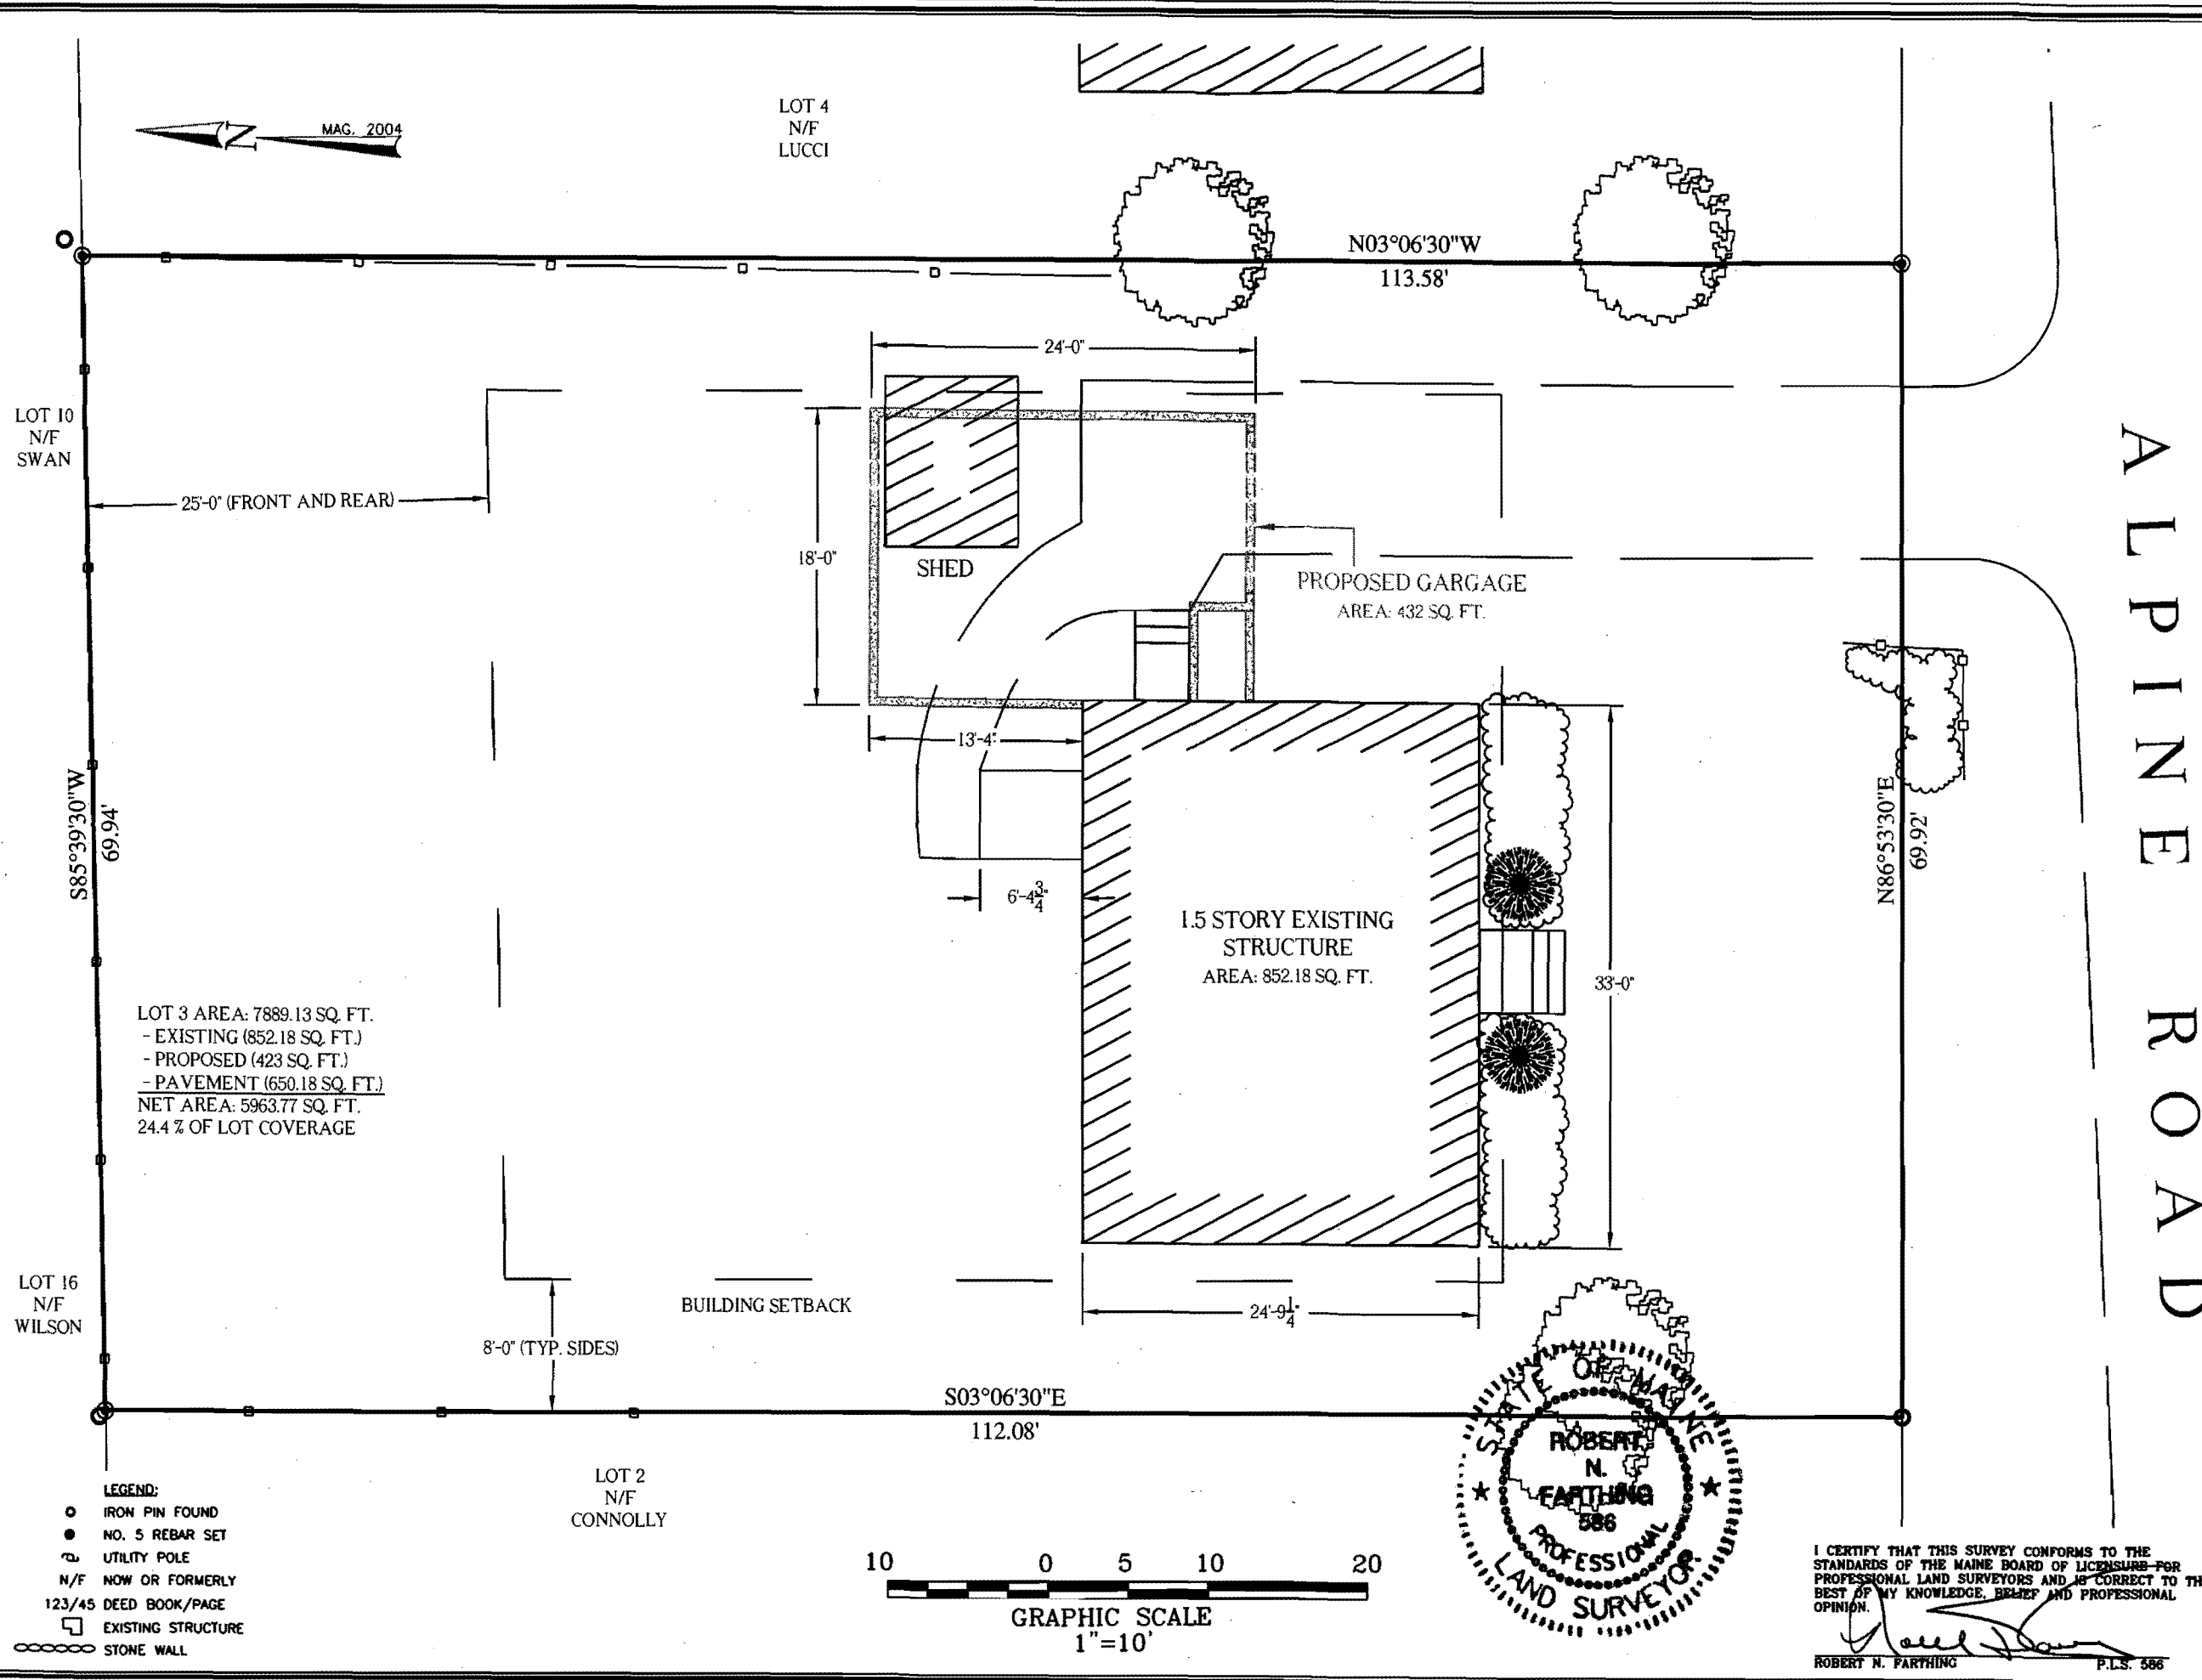 MAG. 2004
N
LOT 4
N/F
LUCCI
N03°06'30"W
113.58'
24'-0"
LOT 10
N/F
SWAN
25'-0" (FRONT AND REAR)
18'-0"
SHED
PROPOSED GARGAGE
AREA: 432 SQ. FT.
13'-4"
6'-4 3/4"
S85°39'30"W
69.94'
1.5 STORY EXISTING
STRUCTURE
AREA: 852.18 SQ. FT.
33'-0"
N86°53'30"E
69.92'
ALPINE ROAD
LOT 3 AREA: 7889.13 SQ. FT.
- EXISTING (852.18 SQ. FT.)
- PROPOSED (423 SQ. FT.)
- PAVEMENT (650.18 SQ. FT.)
NET AREA: 5963.77 SQ. FT.
24.4 % OF LOT COVERAGE
LOT 16
N/F
WILSON
BUILDING SETBACK
8'-0" (TYP. SIDES)
24'-9 1/4"
S03°06'30"E
112.08'
LOT 2
N/F
CONNOLLY
LEGEND:
IRON PIN FOUND
NO. 5 REBAR SET
UTILITY POLE
N/F NOW OR FORMERLY
123/45 DEED BOOK/PAGE
EXISTING STRUCTURE
STONE WALL
10 0 5 10 20
GRAPHIC SCALE
1"=10'
STATE OF MAINE
ROBERT
N.
FARTHING
586
PROFESSIONAL
LAND SURVEYOR
I CERTIFY THAT THIS SURVEY CONFORMS TO THE
STANDARDS OF THE MAINE BOARD OF LICENSURE FOR
PROFESSIONAL LAND SURVEYORS AND IS CORRECT TO TH
BEST OF MY KNOWLEDGE, BELIEF AND PROFESSIONAL
OPINION.
ROBERT N. FARTHING P.L.S. 586